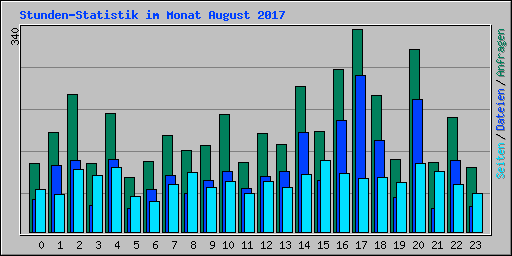 Stunden-Statistik im Monat August 2017
340
Seiten / Dateien / Anfragen
0 1 2 3 4 5 6 7 8 9 10 11 12 13 14 15 16 17 18 19 20 21 22 23